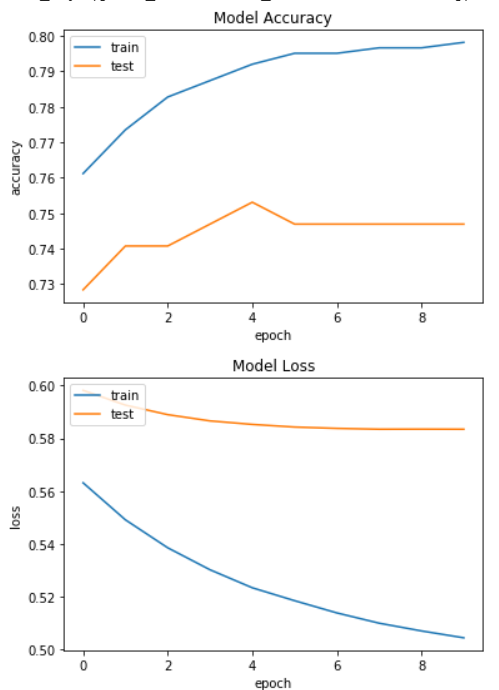 Model Accuracy
0.80
0.79
0.78
0.77
0.76
0.75
0.74
0.73
accuracy
train
test
0
2
4
6
8
epoch
Model Loss
0.60
0.58
0.56
0.54
0.52
0.50
loss
train
test
0
2
4
6
8
epoch